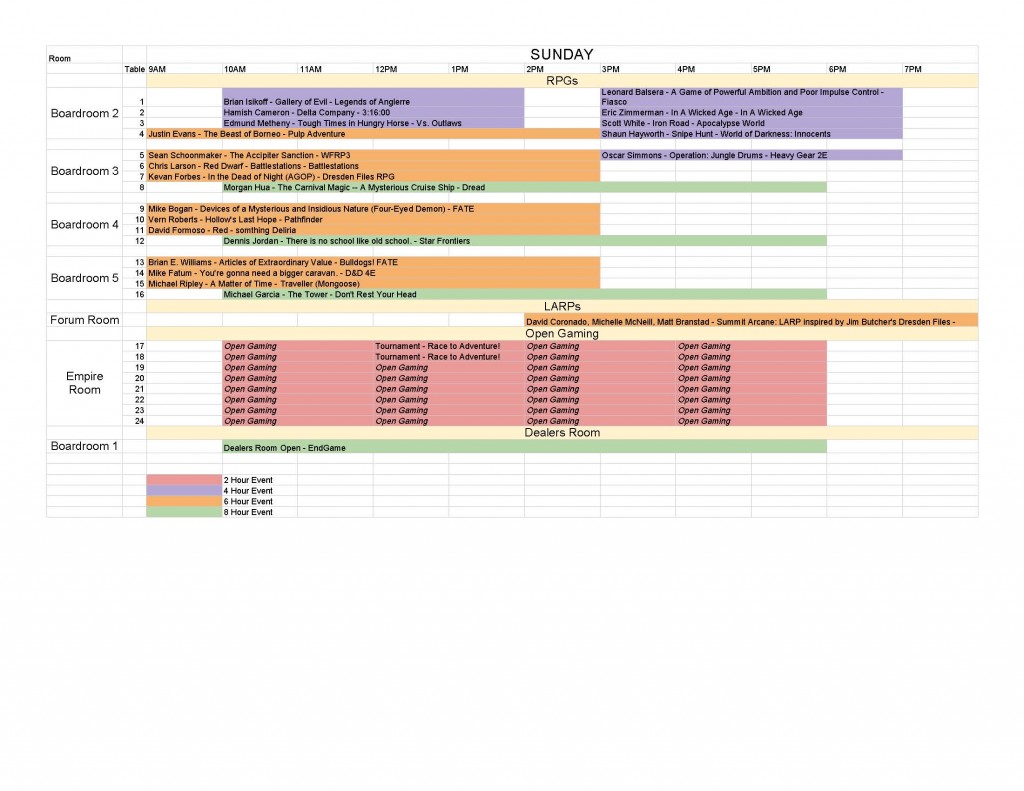 SUNDAY
Room
Table 9AM 10AM 11AM 12PM 1PM 2PM 3PM 4PM 5PM 6PM 7PM
RPGs
Boardroom 2
1 Brian Isikoff - Gallery of Evil - Legends of Anglerre Leonard Balsera - A Game of Powerful Ambition and Poor Impulse Control -
Fiasco
2 Hamish Cameron - Delta Company - 3:16:00 Eric Zimmerman - In A Wicked Age - In A Wicked Age
3 Edmund Metheny - Tough Times in Hungry Horse - Vs. Outlaws Scott White - Iron Road - Apocalypse World
4 Justin Evans - The Beast of Borneo - Pulp Adventure Shaun Hayworth - Snipe Hunt - World of Darkness: Innocents
Boardroom 3
5 Sean Schoonmaker - The Accipiter Sanction - WFRP3 Oscar Simmons - Operation: Jungle Drums - Heavy Gear 2E
6 Chris Larson - Red Dwarf - Battlestations - Battlestations
7 Kevan Forbes - In the Dead of Night (AGOP) - Dresden Files RPG
8 Morgan Hua - The Carnival Magic -- A Mysterious Cruise Ship - Dread
Boardroom 4
9 Mike Bogan - Devices of a Mysterious and Insidious Nature (Four-Eyed Demon) - FATE
10 Vern Roberts - Hollow's Last Hope - Pathfinder
11 David Formoso - Red - somthing Deliria
12 Dennis Jordan - There is no school like old school. - Star Frontiers
Boardroom 5
13 Brian E. Williams - Articles of Extraordinary Value - Bulldogs! FATE
14 Mike Fatum - You're gonna need a bigger caravan. - D&D 4E
15 Michael Ripley - A Matter of Time - Traveller (Mongoose)
16 Michael Garcia - The Tower - Don't Rest Your Head
LARPs
Forum Room David Coronado, Michelle McNeill, Matt Branstad - Summit Arcane: LARP inspired by Jim Butcher's Dresden Files -
Open Gaming
Empire
Room
17 Open Gaming Tournament - Race to Adventure! Open Gaming Open Gaming
18 Open Gaming Tournament - Race to Adventure! Open Gaming Open Gaming
19 Open Gaming Open Gaming Open Gaming Open Gaming
20 Open Gaming Open Gaming Open Gaming Open Gaming
21 Open Gaming Open Gaming Open Gaming Open Gaming
22 Open Gaming Open Gaming Open Gaming Open Gaming
23 Open Gaming Open Gaming Open Gaming Open Gaming
24 Open Gaming Open Gaming Open Gaming Open Gaming
Dealers Room
Boardroom 1 Dealers Room Open - EndGame
2 Hour Event
4 Hour Event
6 Hour Event
8 Hour Event